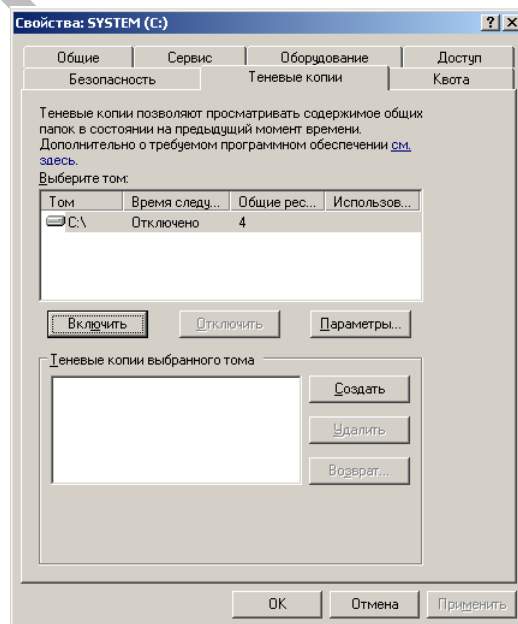 Свойства: SYSTEM (C:)
Общие Сервис Оборудование Доступ
Безопасность Теневые копии Квота
Теневые копии позволяют просматривать содержимое общих
папок в состоянии на предыдущий момент времени.
Дополнительно о требуемом программном обеспечении см.
здесь.
Выберите том:
Том Время следу... Общие рес... Использов...
C:\ Отключено 4
Включить Отключить Параметры...
Теневые копии выбранного тома
Создать
Удалить
Возврат...
OK Отмена Применить